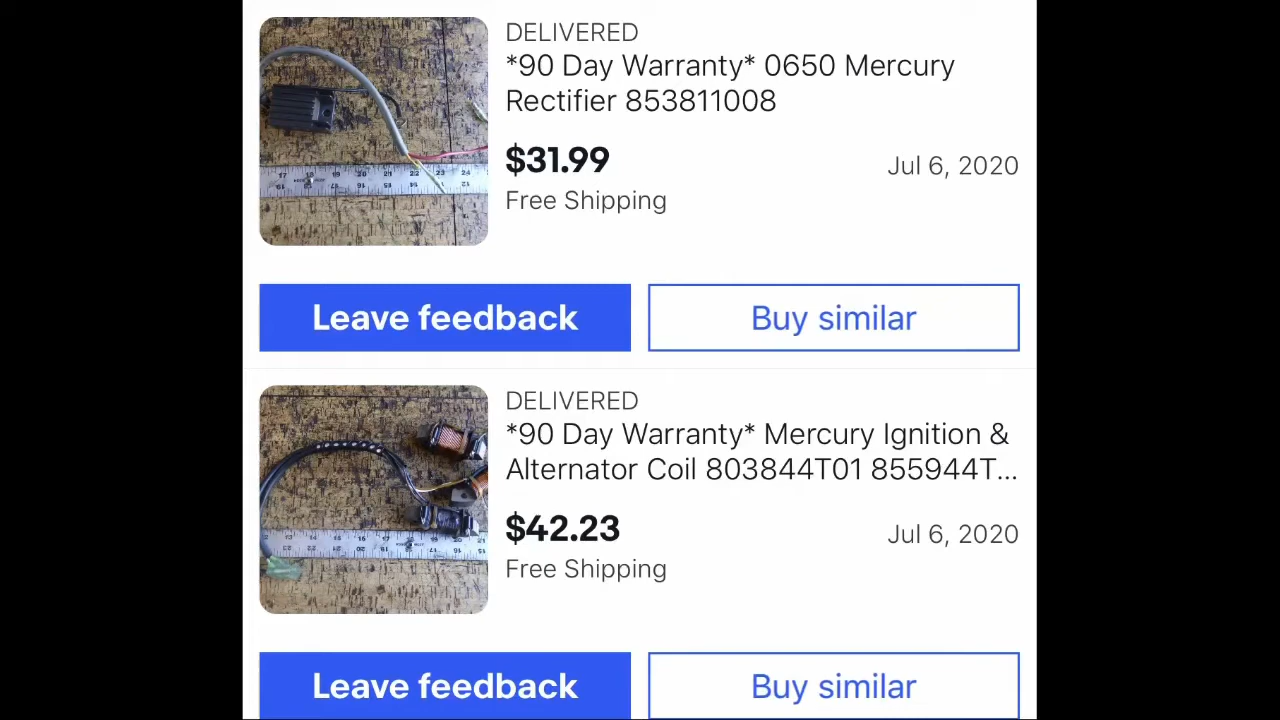 DELIVERED
*90 Day Warranty* 0650 Mercury
Rectifier 853811008
$31.99
Jul 6, 2020
Free Shipping
Leave feedback
Buy similar
DELIVERED
*90 Day Warranty* Mercury Ignition &
Alternator Coil 803844T01 855944T...
$42.23
Jul 6, 2020
Free Shipping
Leave feedback
Buy similar